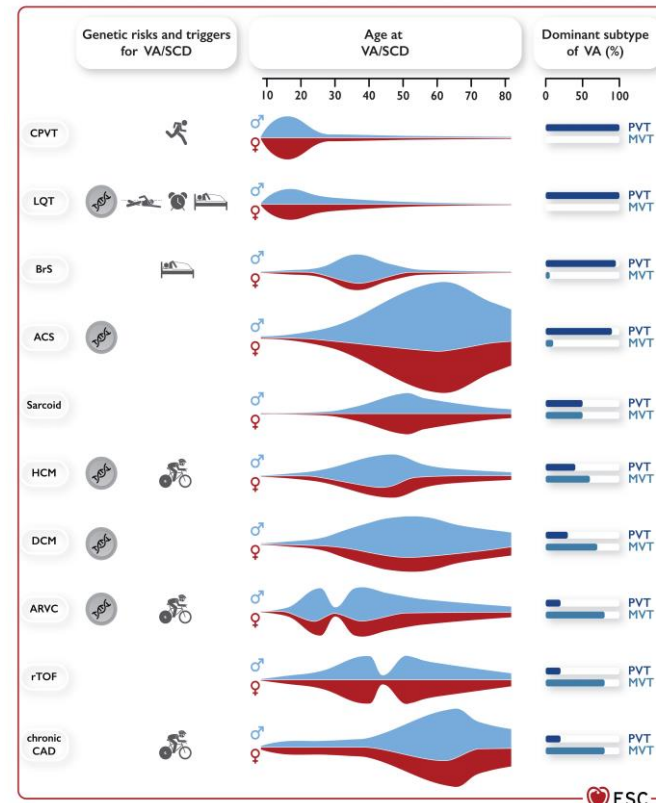 Genetic risks and triggers
for VA/SCD
Age at
VA/SCD
Dominant subtype
of VA (%)
10 20 30 40 50 60 70 80
0 50 100
CPVT
♂
♀
PVT
MVT
LQT
♂
♀
PVT
MVT
BrS
♂
♀
PVT
MVT
ACS
♂
♀
PVT
MVT
Sarcoid
♂
♀
PVT
MVT
HCM
♂
♀
PVT
MVT
DCM
♂
♀
PVT
MVT
ARVC
♂
♀
PVT
MVT
rTOF
♂
♀
PVT
MVT
chronic
CAD
♂
♀
PVT
MVT
ESC